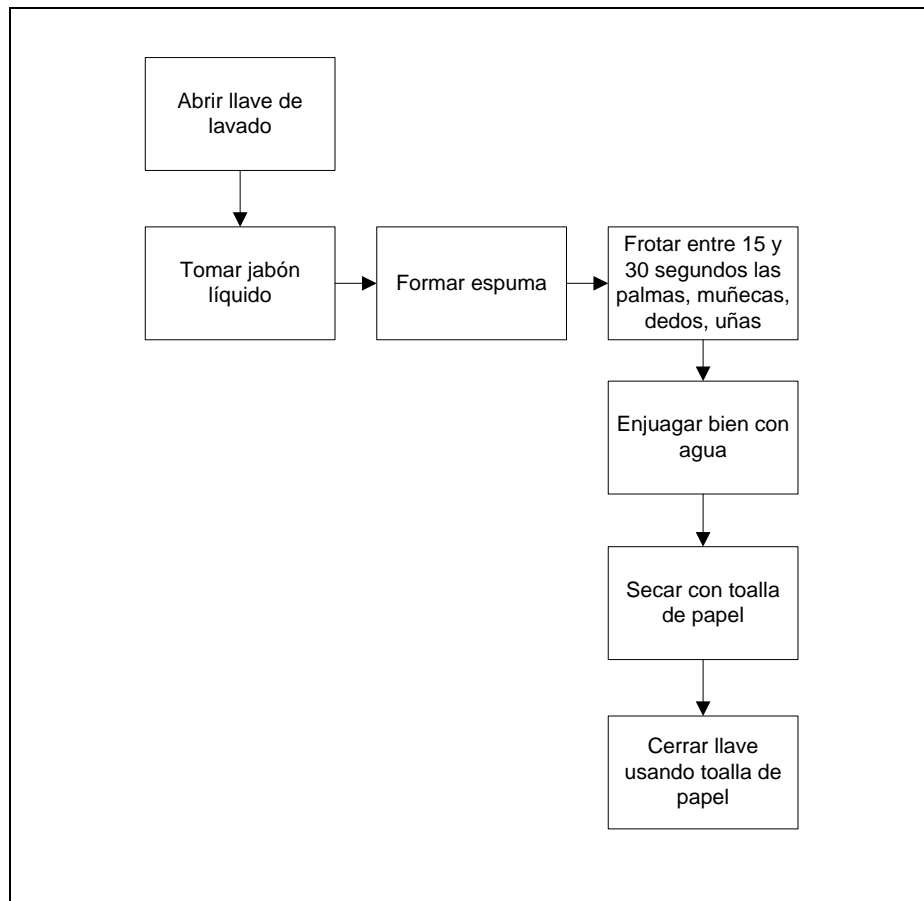 Abrir llave de
lavado
Tomar jabón
líquido
Formar espuma
Frotar entre 15 y
30 segundos las
palmas, muñecas,
dedos, uñas
Enjuagar bien con
agua
Secar con toalla
de papel
Cerrar llave
usando toalla de
papel